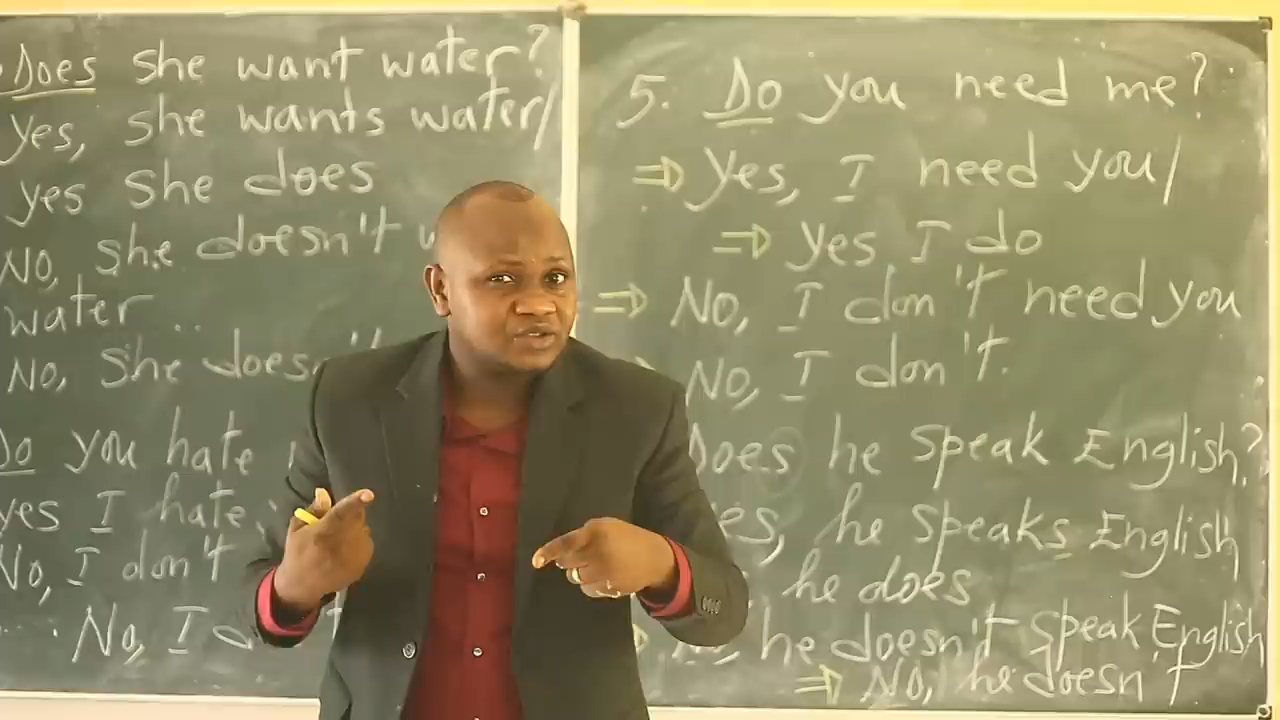 Does she want water?
Yes, she wants water/
yes she does
No, she doesn't
water ..
No, she
Do you hate
yes I hate
No, I don't
No, I
5. Do you need me?
⇒ Yes, I need you/
⇒ yes I do
⇒ No, I don't need you
No, I don't.
Does he speak English?
he speaks English
he does
he doesn't speak English
⇒ No, he doesn't